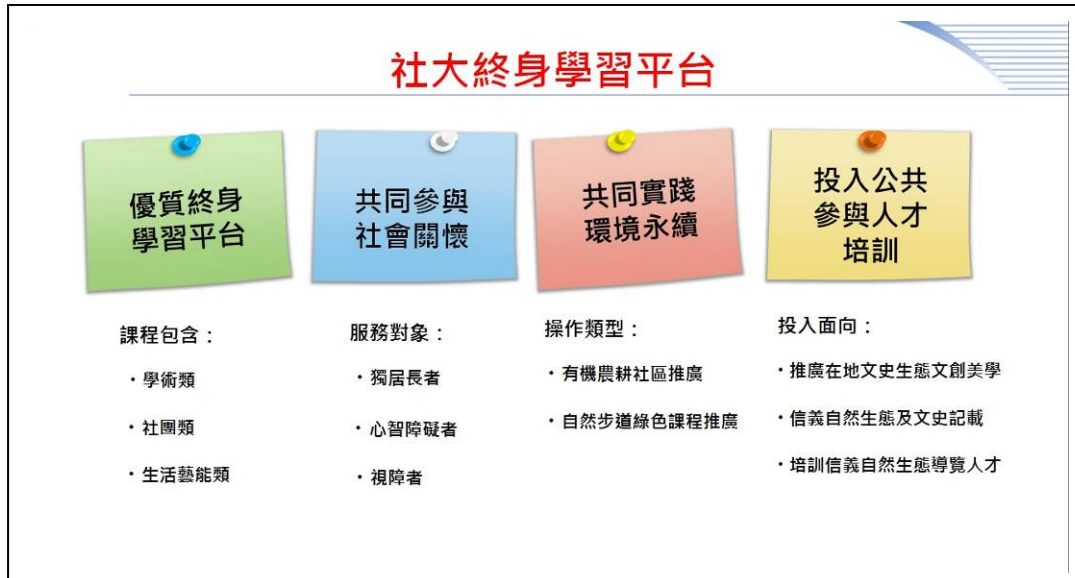 社大終身學習平台
優質終身
學習平台
課程包含：
・學術類
・社團類
・生活藝能類
共同參與
社會關懷
服務對象：
・獨居長者
・心智障礙者
・視障者
共同實踐
環境永續
操作類型：
・有機農耕社區推廣
・自然步道綠色課程推廣
投入公共
參與人才
培訓
投入面向：
・推廣在地文史生態文創美學
・信義自然生態及文史記載
・培訓信義自然生態導覽人才